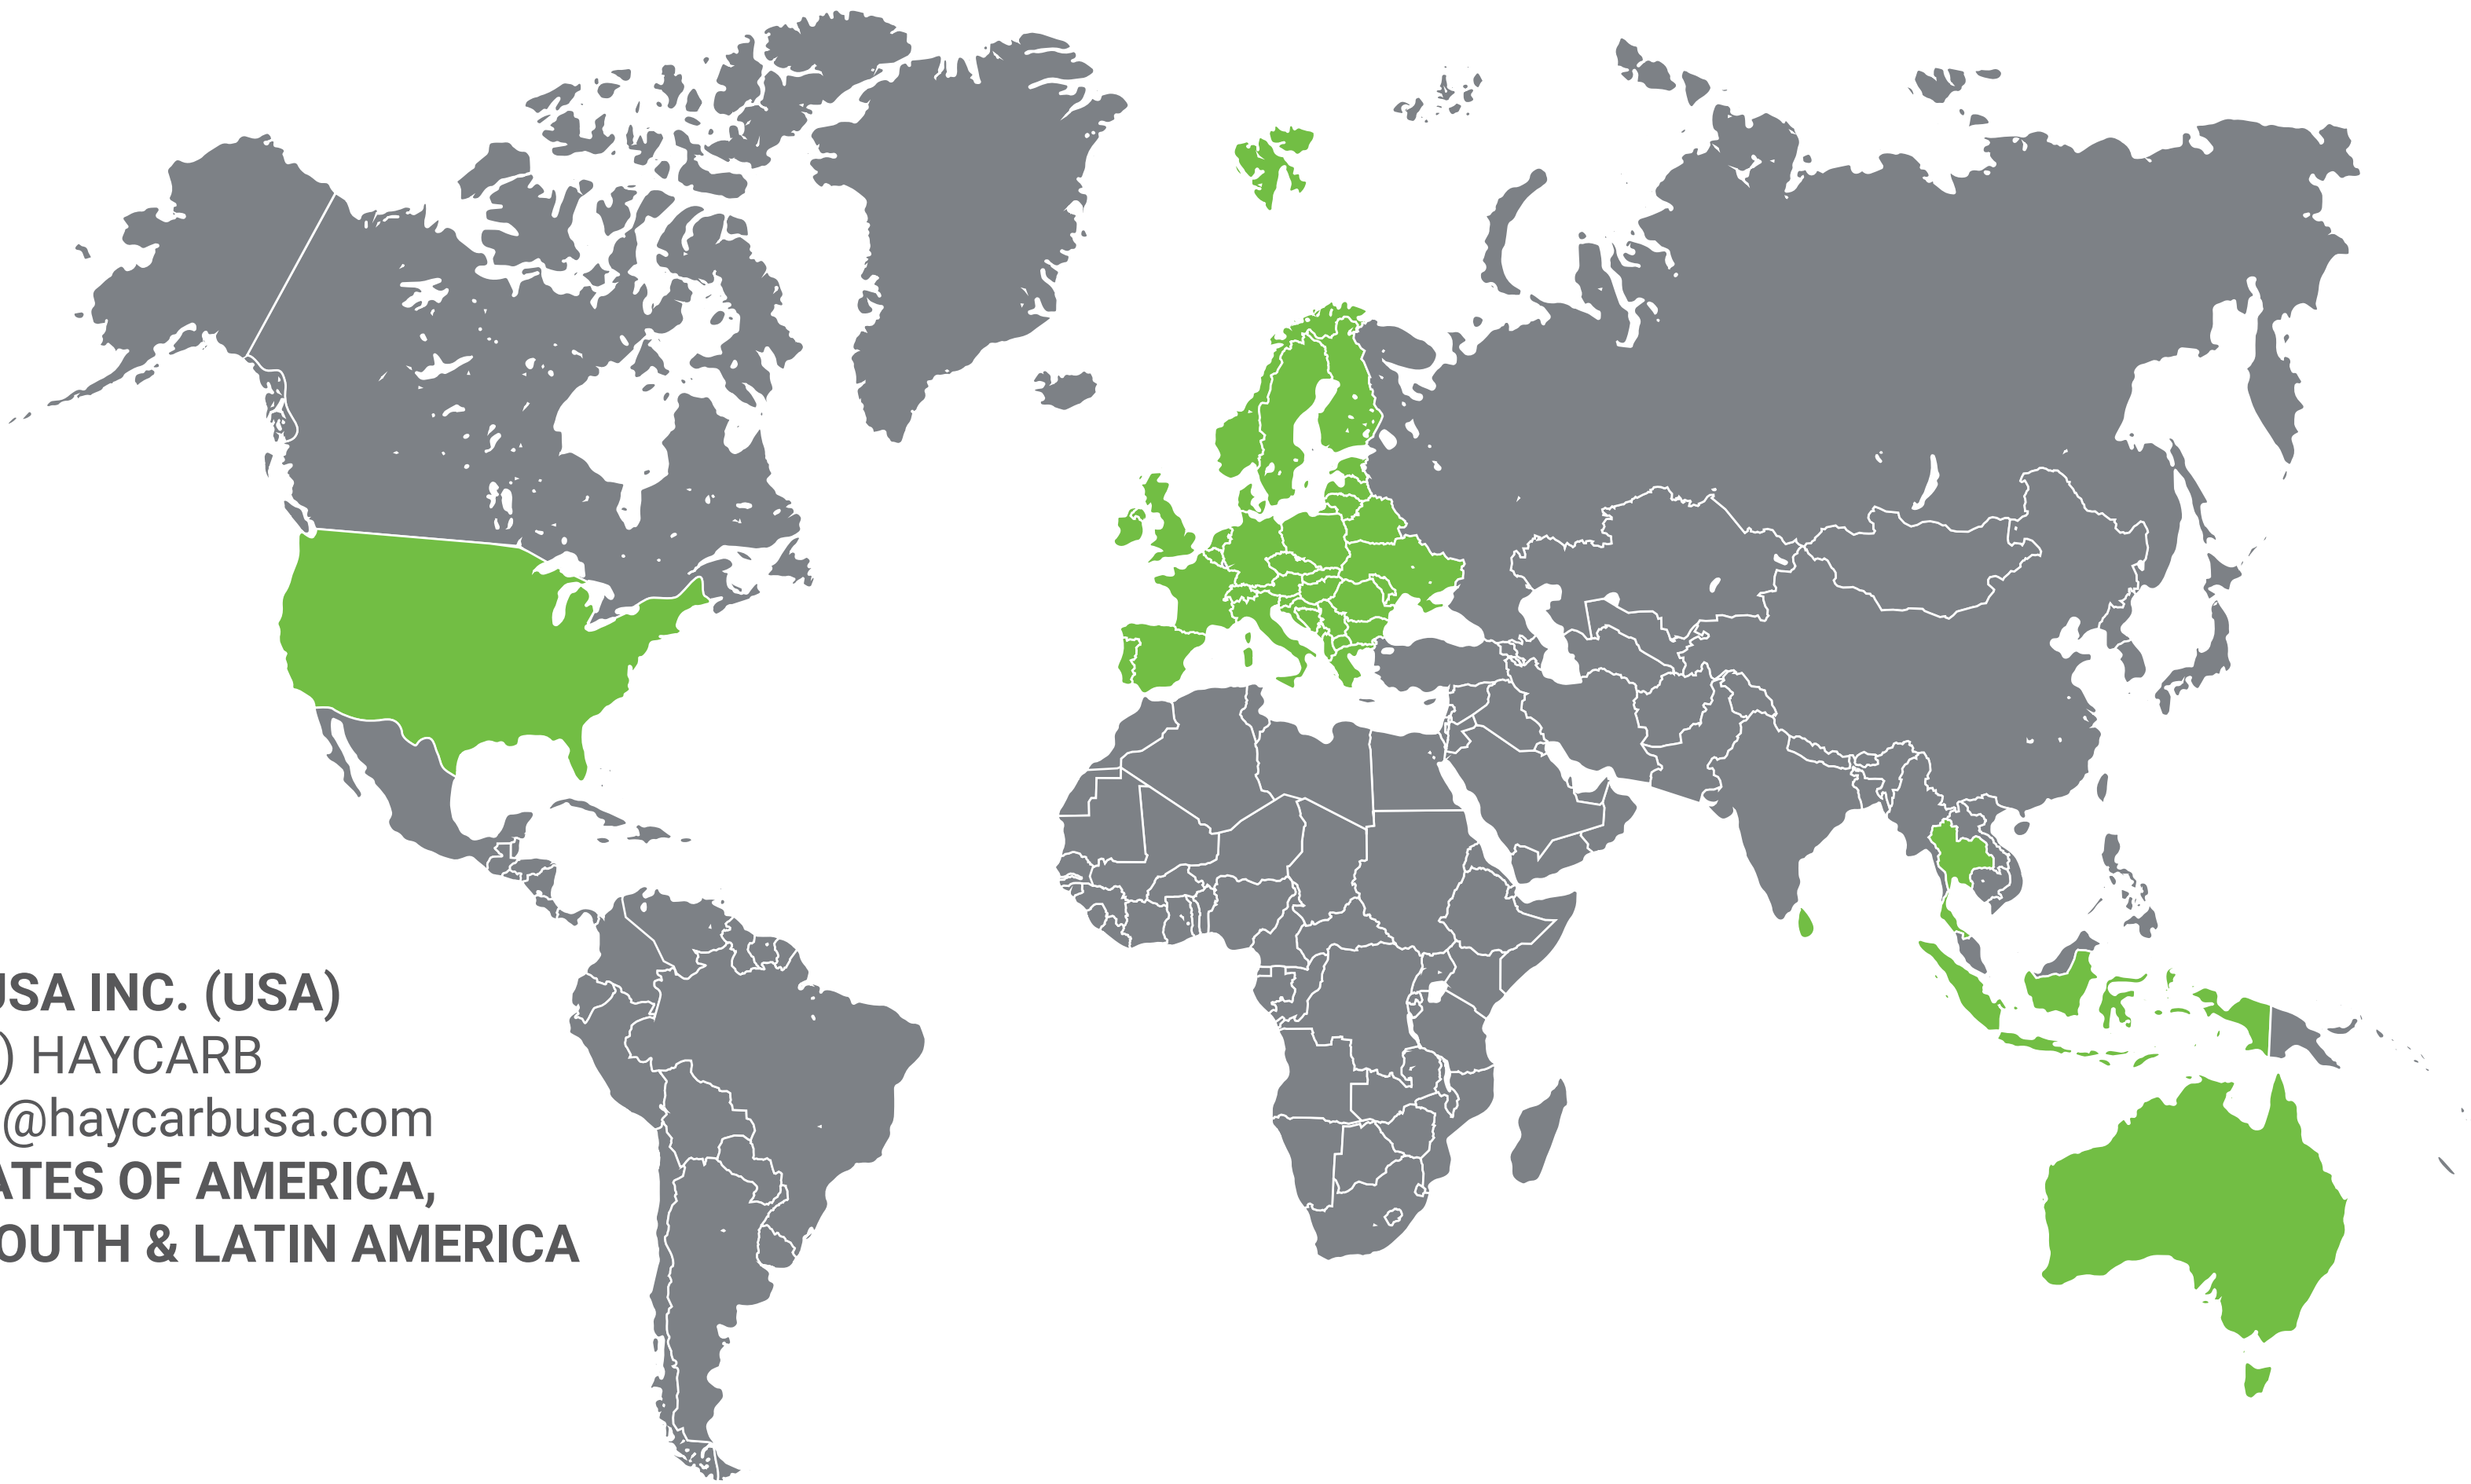 USA INC. (USA)
) HAYCARB
@haycarbusa.com
ATES OF AMERICA,
OUTH & LATIN AMERICA